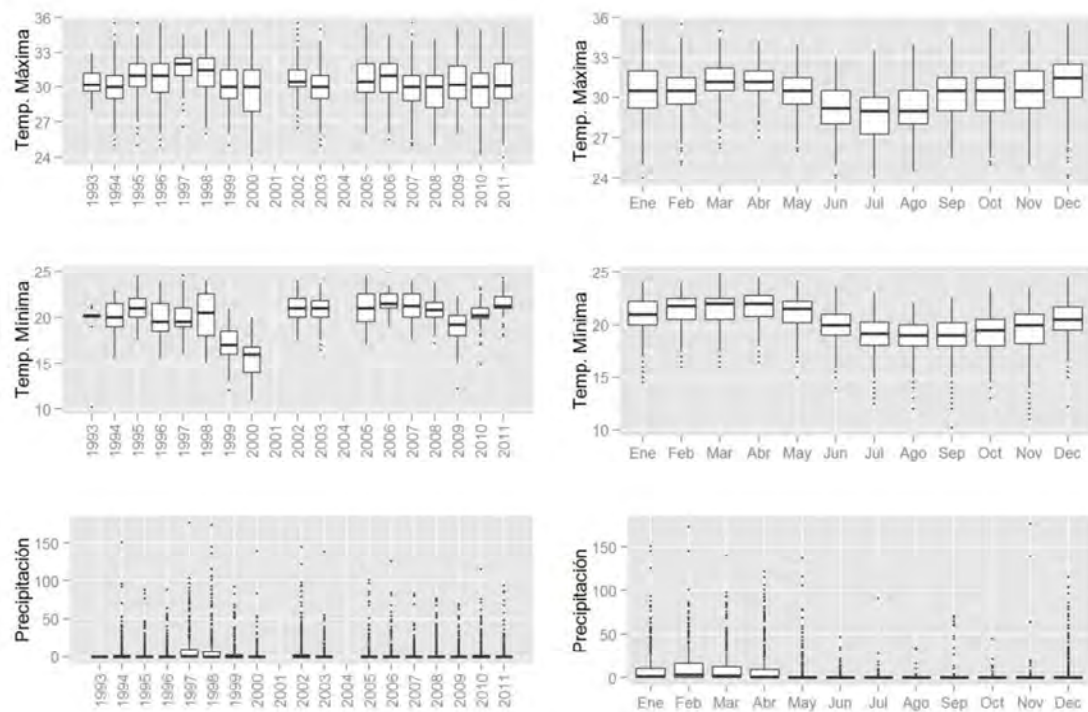 Temp. Máxima
36
33
30
27
24
1993 1994 1995 1996 1997 1998 1999 2000 2001 2002 2003 2004 2005 2006 2007 2008 2009 2010 2011
Temp. Máxima
36
33
30
27
24
Ene Feb Mar Abr May Jun Jul Ago Sep Oct Nov Dec
Temp. Mínima
25
20
15
10
1993 1994 1995 1996 1997 1998 1999 2000 2001 2002 2003 2004 2005 2006 2007 2008 2009 2010 2011
Temp. Mínima
25
20
15
10
Ene Feb Mar Abr May Jun Jul Ago Sep Oct Nov Dec
Precipitación
150
100
50
0
1993 1994 1995 1996 1997 1998 1999 2000 2001 2002 2003 2004 2005 2006 2007 2008 2009 2010 2011
Precipitación
150
100
50
0
Ene Feb Mar Abr May Jun Jul Ago Sep Oct Nov Dec